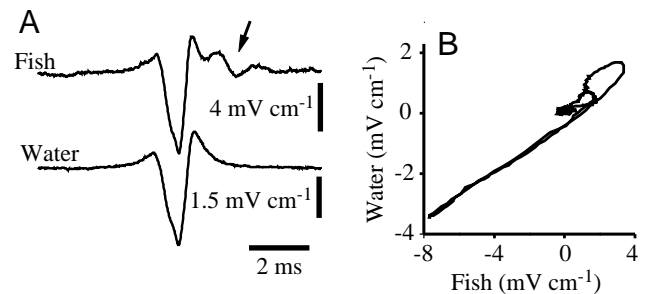 A
Fish
4 mV cm-1
Water
1.5 mV cm-1
2 ms
B
Water (mV cm-1)
2
0
-2
-4
-8
-4
0
4
Fish (mV cm-1)